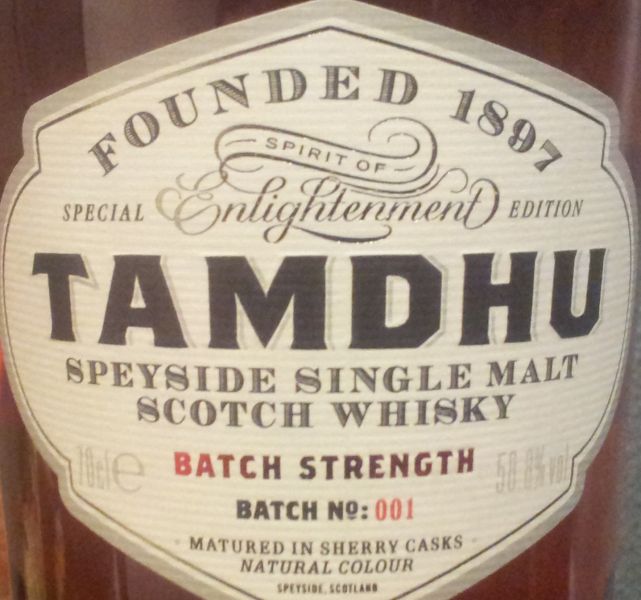 FOUNDED 1897
SPIRIT OF
SPECIAL Enlightenment EDITION
TAMDHU
SPEYSIDE SINGLE MALT
SCOTCH WHISKY
70cl e BATCH STRENGTH 58.8% vol
BATCH Nº: 001
MATURED IN SHERRY CASKS
NATURAL COLOUR
SPEYSIDE, SCOTLAND